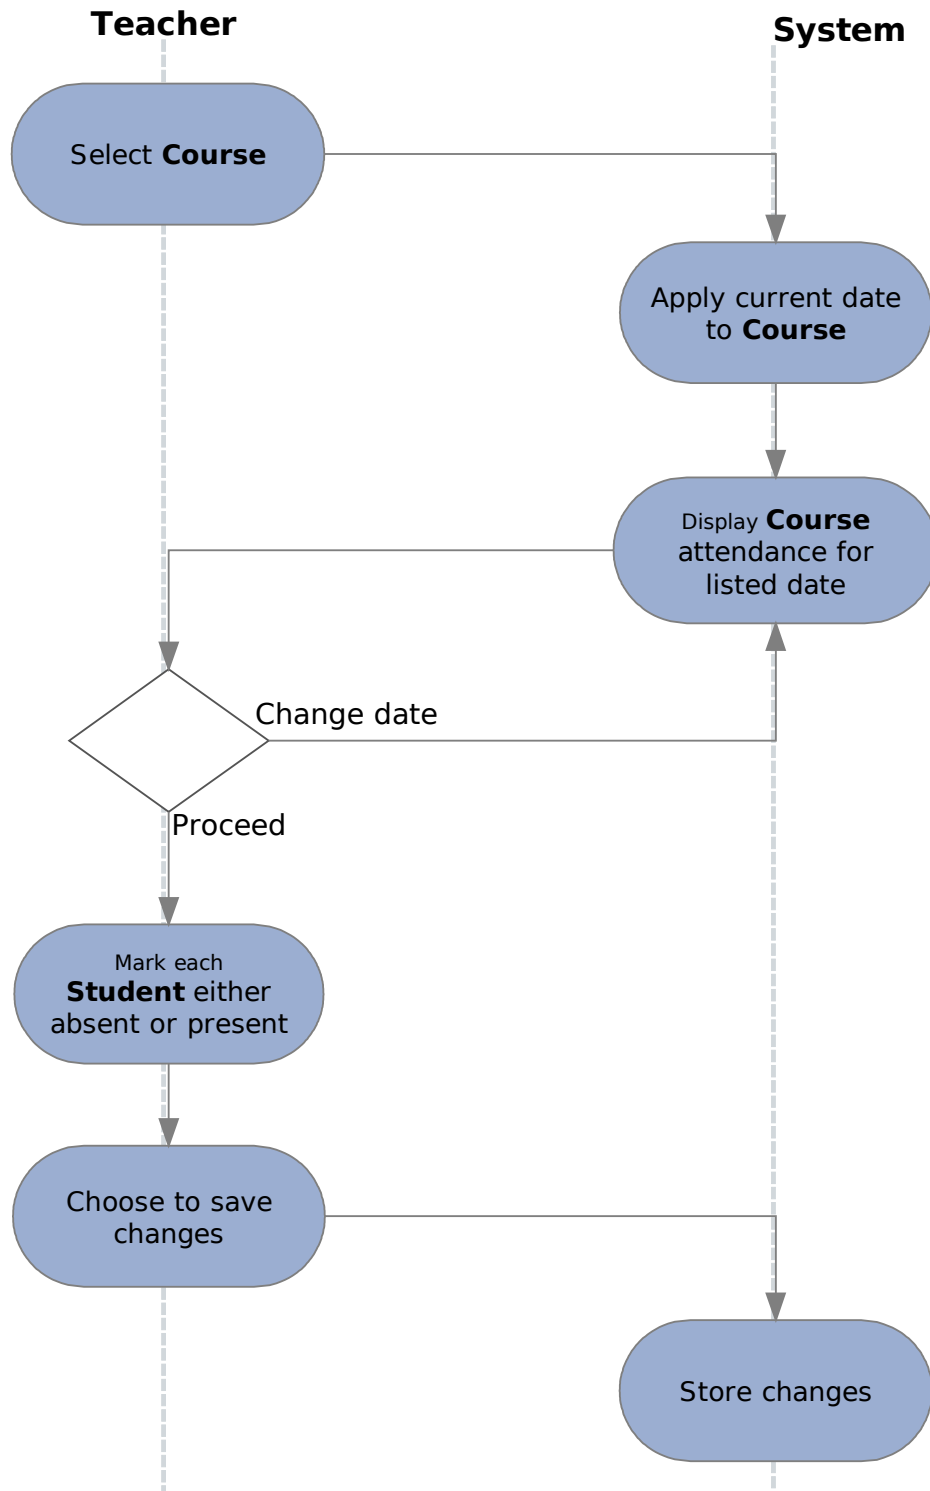 Teacher
System
Select Course
Apply current date
to Course
Display Course
attendance for
listed date
Change date
Proceed
Mark each
Student either
absent or present
Choose to save
changes
Store changes